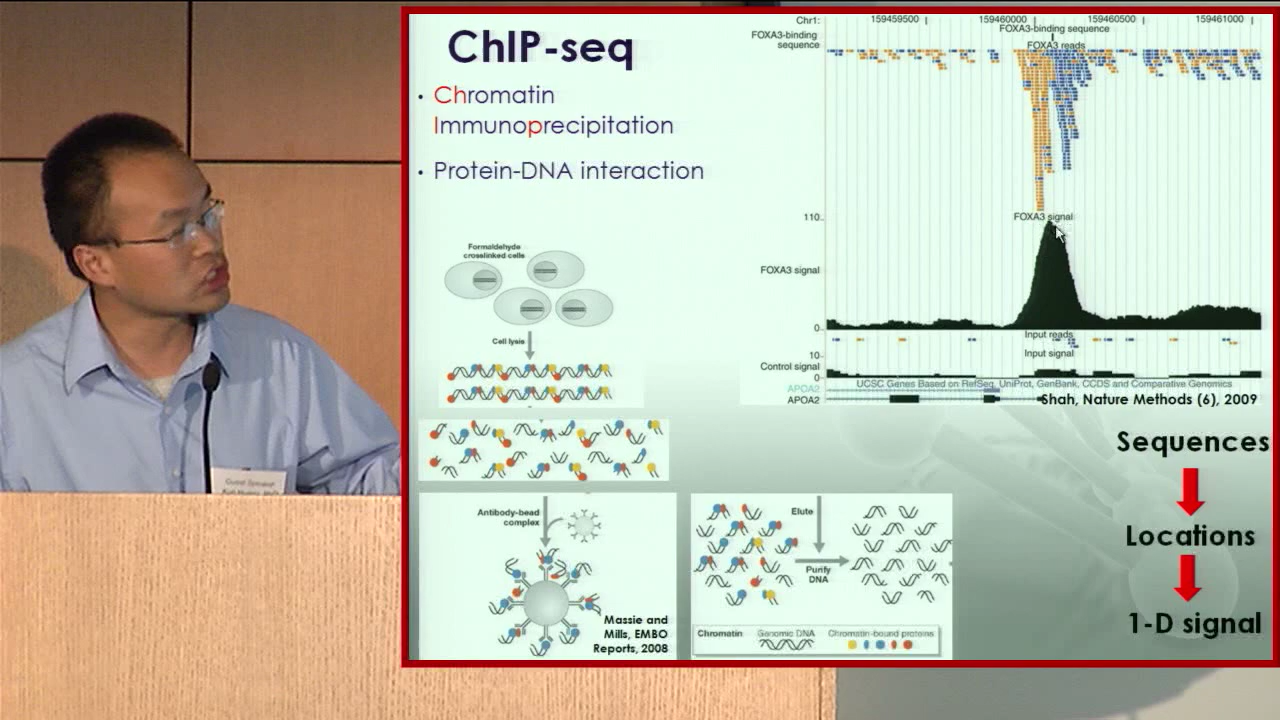 ChIP-seq
• Chromatin
Immunoprecipitation
• Protein-DNA interaction
Formaldehyde
crosslinked cells
Cell lysis
Antibody-bead
complex
Massie and
Mills, EMBO
Reports, 2008
Elute
Purify
DNA
Chromatin
Genomic DNA
Chromatin-bound proteins
Chr1:
159459500
159460000
159460500
159461000
FOXA3-binding
sequence
FOXA3-binding sequence
FOXA3 reads
FOXA3 signal
110
FOXA3 signal
0
Input reads
Input signal
10
Control signal
0
UCSC Genes Based on RefSeq, UniProt, GenBank, CCDS and Comparative Genomics
APOA2
APOA2
Shah, Nature Methods (6), 2009
Sequences
Locations
1-D signal
Guest Speaker